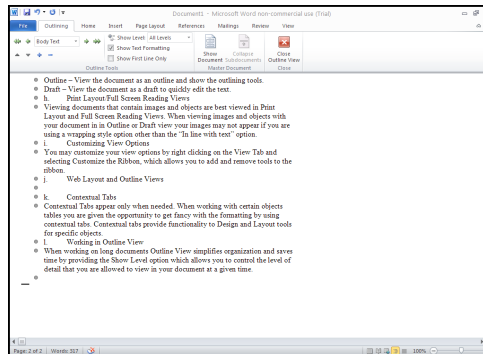 Document1 - Microsoft Word non-commercial use (Trial)
File Outlining Home Insert Page Layout References Mailings Review View
Body Text
Show Level: All Levels
Show Text Formatting
Show First Line Only
Show Document
Collapse Subdocuments
Close Outline View
Outline Tools Master Document Close
Outline – View the document as an outline and show the outlining tools.
Draft – View the document as a draft to quickly edit the text.
h. Print Layout/Full Screen Reading Views
Viewing documents that contain images and objects are best viewed in Print
Layout and Full Screen Reading Views. When viewing images and objects with
your document in in Outline or Draft view your images may not appear if you are
using a wrapping style option other than the "In line with text" option.
i. Customizing View Options
You may customize your view options by right clicking on the View Tab and
selecting Customize the Ribbon, which allows you to add and remove tools to the
ribbon.
j. Web Layout and Outline Views
k. Contextual Tabs
Contextual Tabs appear only when needed. When working with certain objects
tables you are given the opportunity to get fancy with the formatting by using
contextual tabs. Contextual tabs provide functionality to Design and Layout tools
for specific objects.
l. Working in Outline View
When working on long documents Outline View simplifies organization and saves
time by providing the Show Level option which allows you to control the level of
detail that you are allowed to view in your document at a given time.
Page: 2 of 2 Words: 317 100%